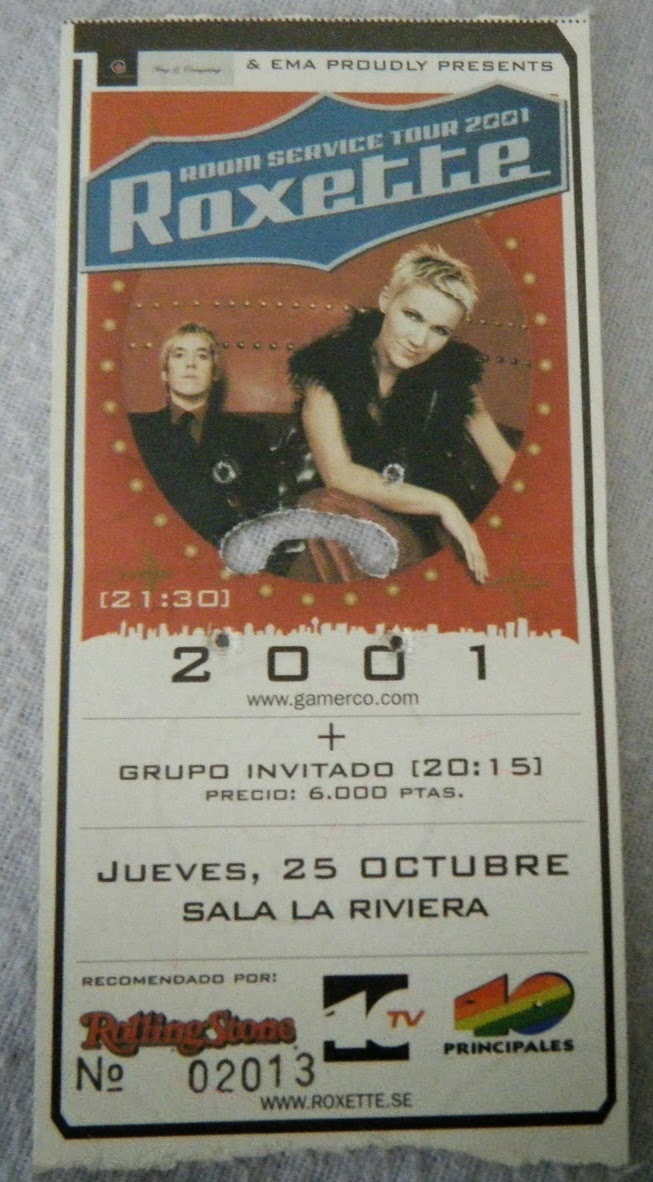 & EMA PROUDLY PRESENTS
ROOM SERVICE TOUR 2001
Roxette
[21:30]
2001
www.gamerco.com
+
GRUPO INVITADO [20:15]
PRECIO: 6.000 PTAS.
JUEVES, 25 OCTUBRE
SALA LA RIVIERA
RECOMENDADO POR:
Rolling Stone
40 TV
40 PRINCIPALES
Nº 02013
WWW.ROXETTE.SE